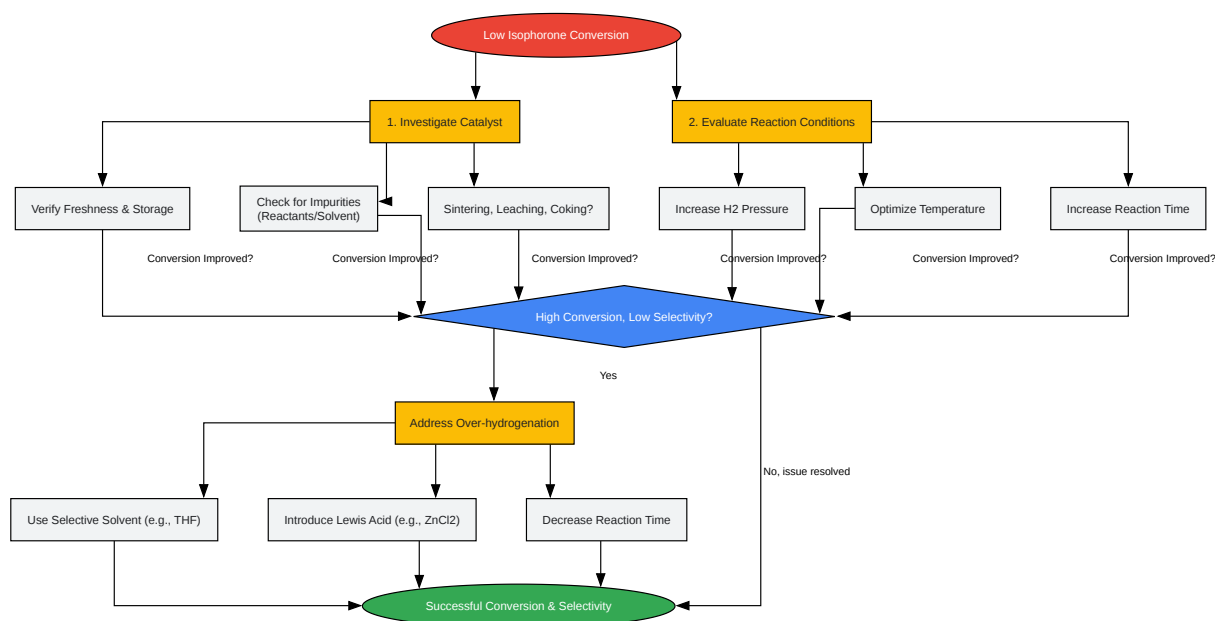 Low Isophorone Conversion
1. Investigate Catalyst
2. Evaluate Reaction Conditions
Verify Freshness & Storage
Check for Impurities
(Reactants/Solvent)
Sintering, Leaching, Coking?
Increase H2 Pressure
Optimize Temperature
Increase Reaction Time
Conversion Improved?
Conversion Improved?
Conversion Improved?
Conversion Improved?
Conversion Improved?
Conversion Improved?
High Conversion, Low Selectivity?
Yes
Address Over-hydrogenation
No, issue resolved
Use Selective Solvent (e.g., THF)
Introduce Lewis Acid (e.g., ZnCl2)
Decrease Reaction Time
Successful Conversion & Selectivity